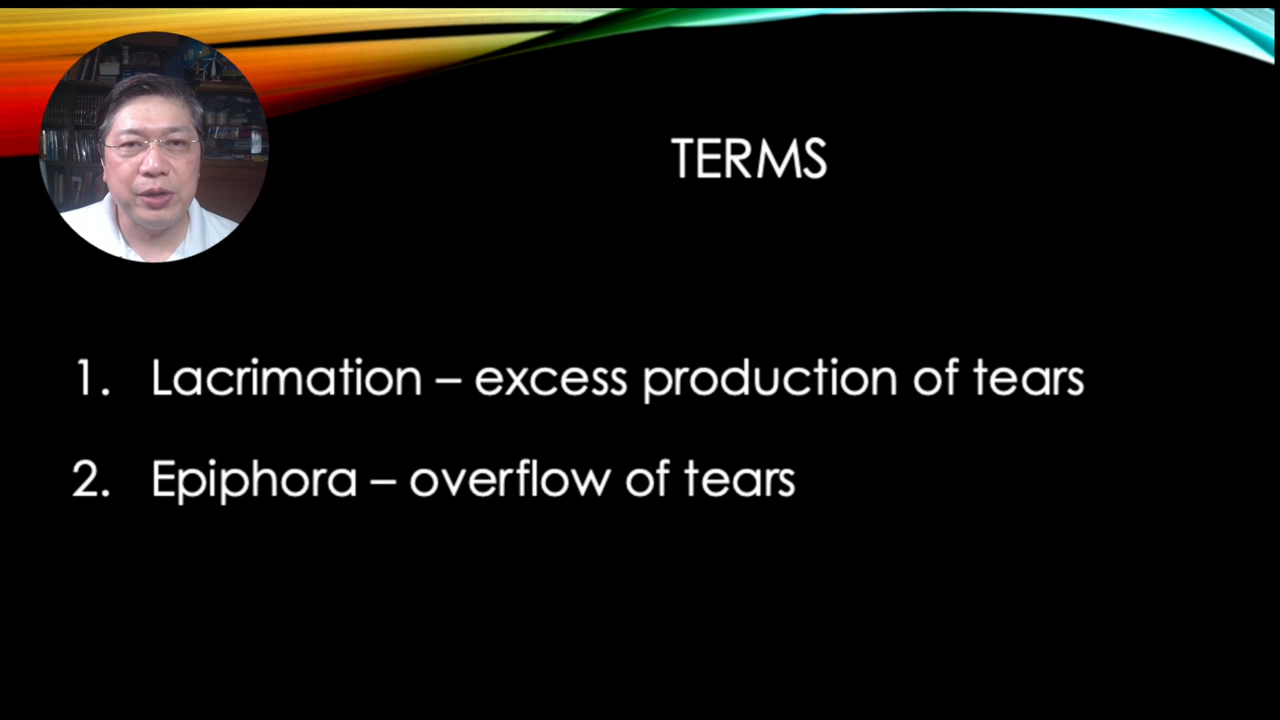 TERMS
1. Lacrimation – excess production of tears
2. Epiphora – overflow of tears